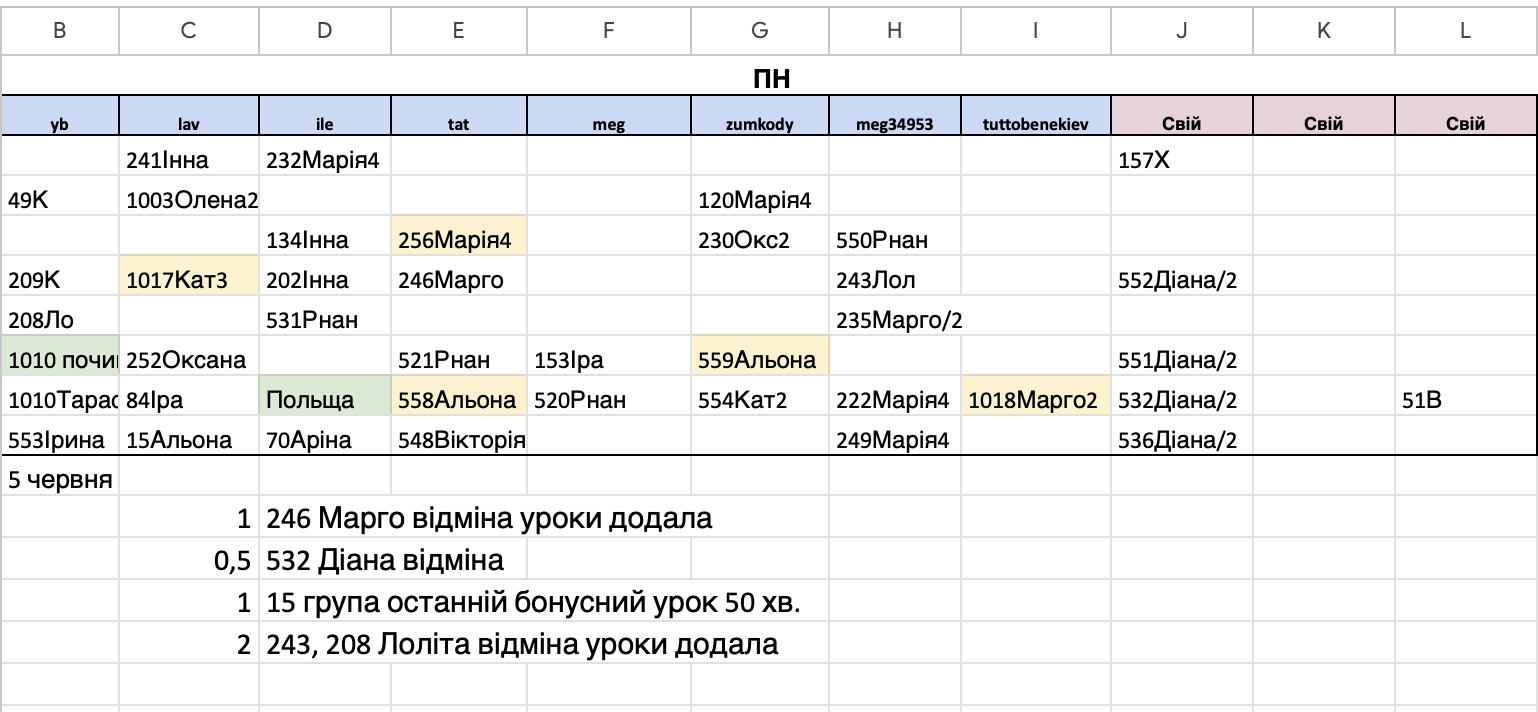 B C D E F G H I J K L
ПН
yb lav ile tat meg zumkody meg34953 tuttobenekiev Свій Свій Свій
241Інна 232Марія4 157Х
49К 1003Олена2 120Марія4
134Інна 256Марія4 230Окс2 550Рнан
209К 1017Кат3 202Інна 246Марго 243Лол 552Діана/2
208Ло 531Рнан 235Марго/2
1010 почи 252Оксана 521Рнан 153Іра 559Альона 551Діана/2
1010Тарас 84Іра Польща 558Альона 520Рнан 554Кат2 222Марія4 1018Марго2 532Діана/2 51В
553Ірина 15Альона 70Аріна 548Вікторія 249Марія4 536Діана/2
5 червня
1 246 Марго відміна уроки додала
0,5 532 Діана відміна
1 15 група останній бонусний урок 50 хв.
2 243, 208 Лоліта відміна уроки додала